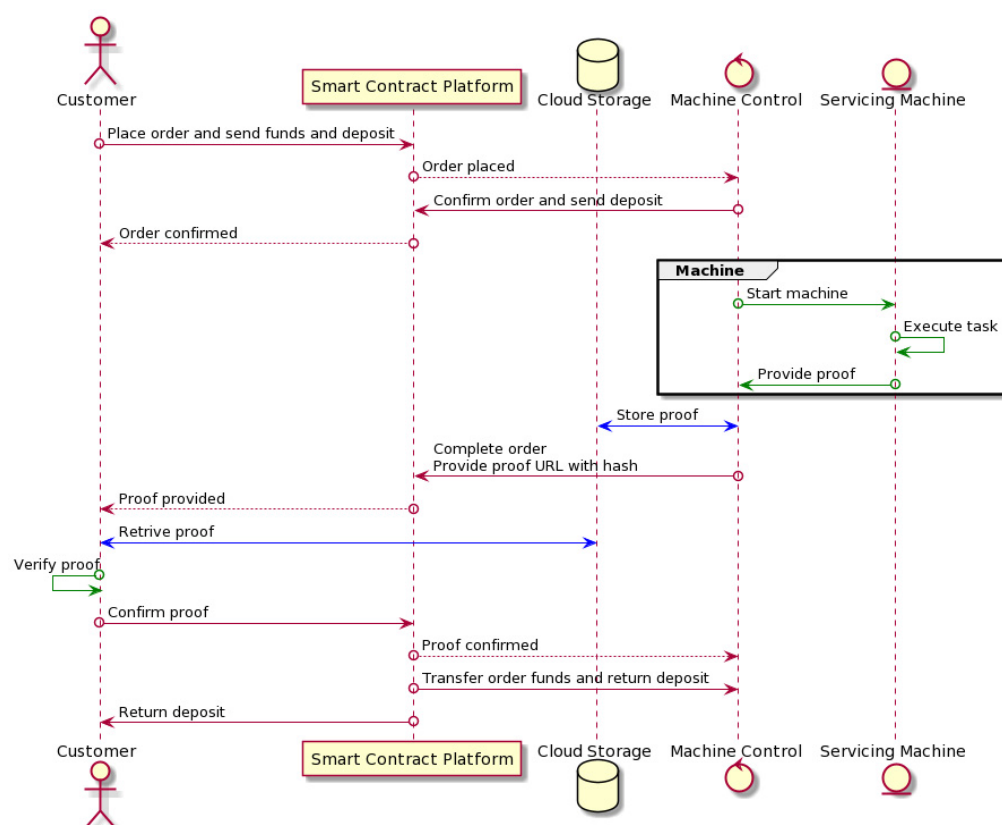 Customer
Smart Contract Platform
Cloud Storage
Machine Control
Servicing Machine
Place order and send funds and deposit
Order placed
Confirm order and send deposit
Order confirmed
Machine
Start machine
Execute task
Provide proof
Store proof
Complete order
Provide proof URL with hash
Proof provided
Retrive proof
Verify proof
Confirm proof
Proof confirmed
Transfer order funds and return deposit
Return deposit
Customer
Smart Contract Platform
Cloud Storage
Machine Control
Servicing Machine